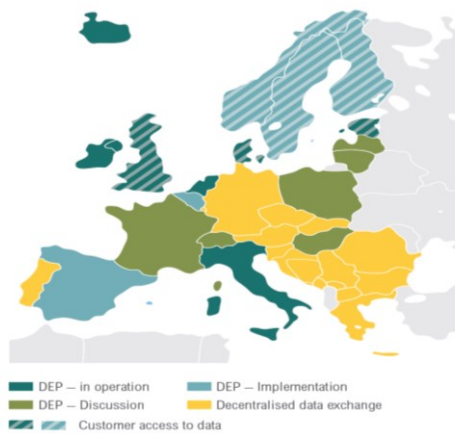 DEP — in operation
DEP — Implementation
DEP — Discussion
Decentralised data exchange
Customer access to data